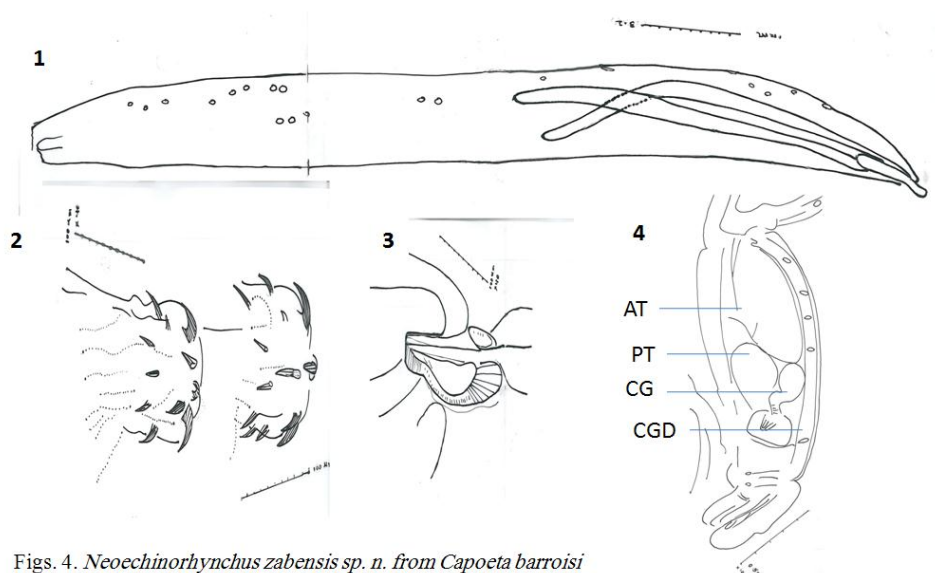 1
2
3
4
AT
PT
CG
CGD
Figs. 4. Neoechinorhynchus zabensis sp. n. from Capoeta barroisi